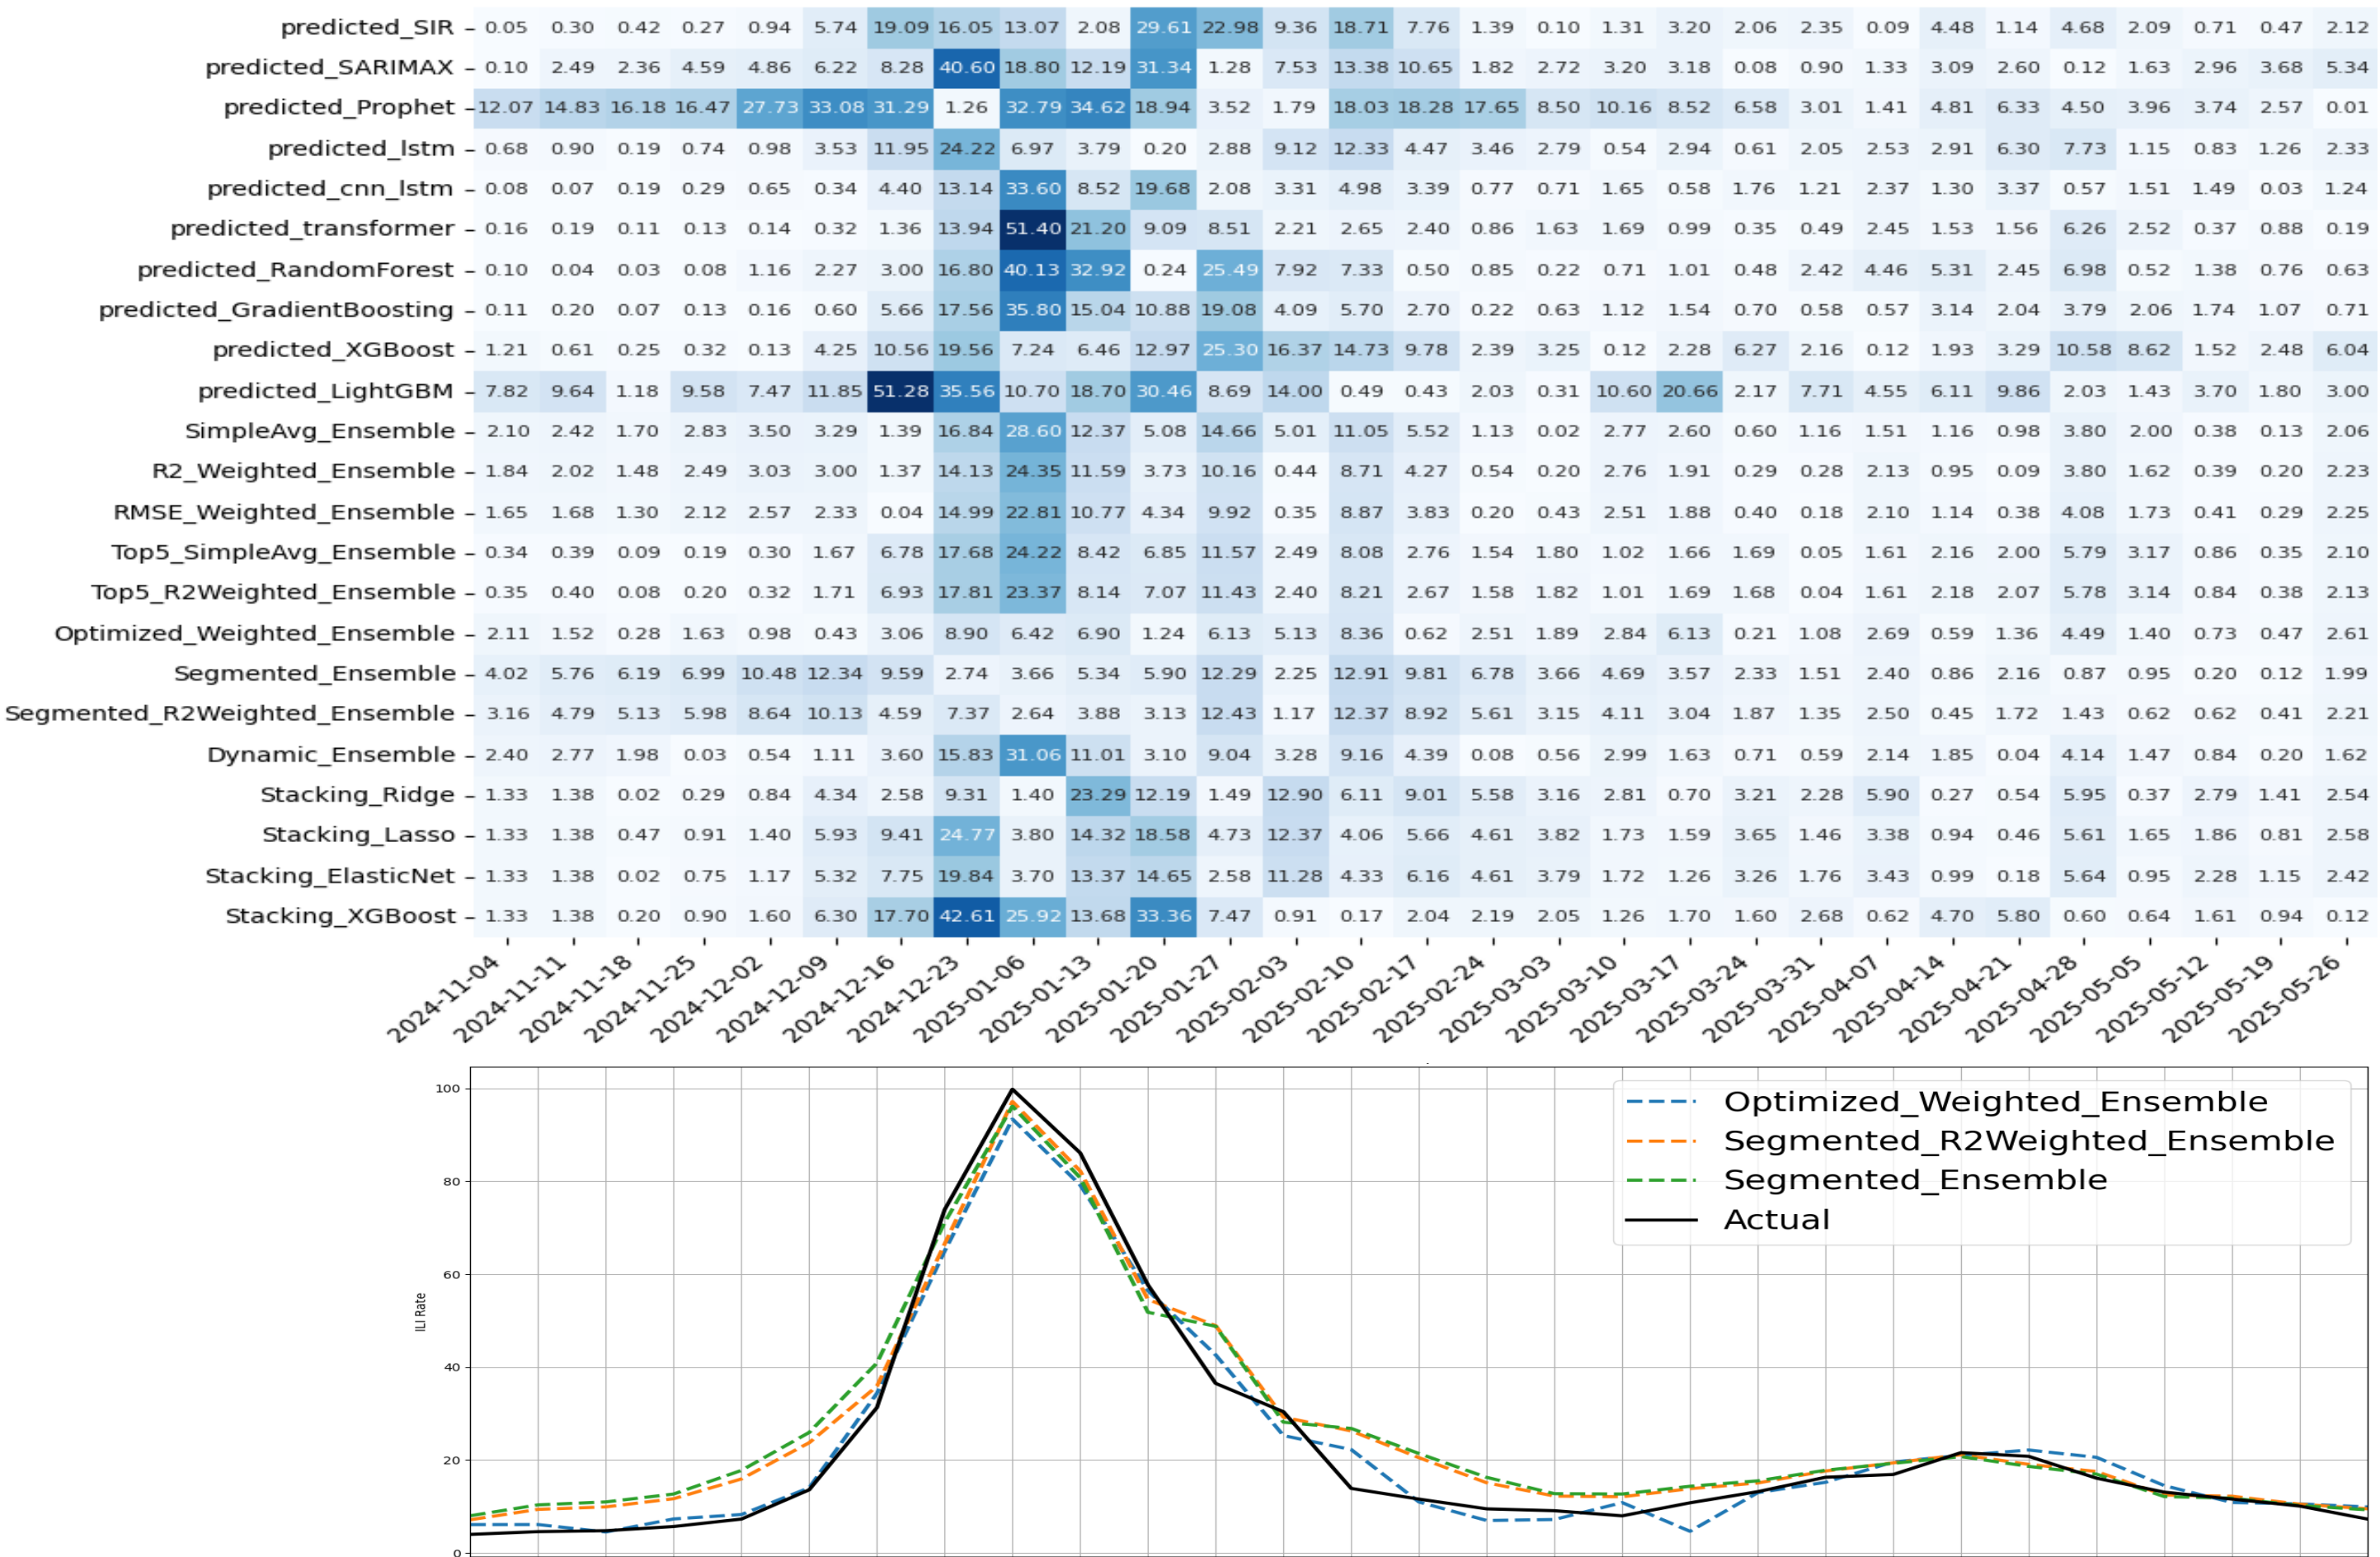 predicted_SIR 0.05 0.30 0.42 0.27 0.94 5.74 19.09 16.05 13.07 2.08 29.61 22.98 9.36 18.71 7.76 1.39 0.10 1.31 3.20 2.06 2.35 0.09 4.48 1.14 4.68 2.09 0.71 0.47 2.12
predicted_SARIMAX 0.10 2.49 2.36 4.59 4.86 6.22 8.28 40.60 18.80 12.19 31.34 1.28 7.53 13.38 10.65 1.82 2.72 3.20 3.18 0.08 0.90 1.33 3.09 2.60 0.12 1.63 2.96 3.68 5.34
predicted_Prophet 12.07 14.83 16.18 16.47 27.73 33.08 31.29 1.26 32.79 34.62 18.94 3.52 1.79 18.03 18.28 17.65 8.50 10.16 8.52 6.58 3.01 1.41 4.81 6.33 4.50 3.96 3.74 2.57 0.01
predicted_lstm 0.68 0.90 0.19 0.74 0.98 3.53 11.95 24.22 6.97 3.79 0.20 2.88 9.12 12.33 4.47 3.46 2.79 0.54 2.94 0.61 2.05 2.53 2.91 6.30 7.73 1.15 0.83 1.26 2.33
predicted_cnn_lstm 0.08 0.07 0.19 0.29 0.65 0.34 4.40 13.14 33.60 8.52 19.68 2.08 3.31 4.98 3.39 0.77 0.71 1.65 0.58 1.76 1.21 2.37 1.30 3.37 0.57 1.51 1.49 0.03 1.24
predicted_transformer 0.16 0.19 0.11 0.13 0.14 0.32 1.36 13.94 51.40 21.20 9.09 8.51 2.21 2.65 2.40 0.86 1.63 1.69 0.99 0.35 0.49 2.45 1.53 1.56 6.26 2.52 0.37 0.88 0.19
predicted_RandomForest 0.10 0.04 0.03 0.08 1.16 2.27 3.00 16.80 40.13 32.92 0.24 25.49 7.92 7.33 0.50 0.85 0.22 0.71 1.01 0.48 2.42 4.46 5.31 2.45 6.98 0.52 1.38 0.76 0.63
predicted_GradientBoosting 0.11 0.20 0.07 0.13 0.16 0.60 5.66 17.56 35.80 15.04 10.88 19.08 4.09 5.70 2.70 0.22 0.63 1.12 1.54 0.70 0.58 0.57 3.14 2.04 3.79 2.06 1.74 1.07 0.71
predicted_XGBoost 1.21 0.61 0.25 0.32 0.13 4.25 10.56 19.56 7.24 6.46 12.97 25.30 16.37 14.73 9.78 2.39 3.25 0.12 2.28 6.27 2.16 0.12 1.93 3.29 10.58 8.62 1.52 2.48 6.04
predicted_LightGBM 7.82 9.64 1.18 9.58 7.47 11.85 51.28 35.56 10.70 18.70 30.46 8.69 14.00 0.49 0.43 2.03 0.31 10.60 20.66 2.17 7.71 4.55 6.11 9.86 2.03 1.43 3.70 1.80 3.00
SimpleAvg_Ensemble 2.10 2.42 1.70 2.83 3.50 3.29 1.39 16.84 28.60 12.37 5.08 14.66 5.01 11.05 5.52 1.13 0.02 2.77 2.60 0.60 1.16 1.51 1.16 0.98 3.80 2.00 0.38 0.13 2.06
R2_Weighted_Ensemble 1.84 2.02 1.48 2.49 3.03 3.00 1.37 14.13 24.35 11.59 3.73 10.16 0.44 8.71 4.27 0.54 0.20 2.76 1.91 0.29 0.28 2.13 0.95 0.09 3.80 1.62 0.39 0.20 2.23
RMSE_Weighted_Ensemble 1.65 1.68 1.30 2.12 2.57 2.33 0.04 14.99 22.81 10.77 4.34 9.92 0.35 8.87 3.83 0.20 0.43 2.51 1.88 0.40 0.18 2.10 1.14 0.38 4.08 1.73 0.41 0.29 2.25
Top5_SimpleAvg_Ensemble 0.34 0.39 0.09 0.19 0.30 1.67 6.78 17.68 24.22 8.42 6.85 11.57 2.49 8.08 2.76 1.54 1.80 1.02 1.66 1.69 0.05 1.61 2.16 2.00 5.79 3.17 0.86 0.35 2.10
Top5_R2Weighted_Ensemble 0.35 0.40 0.08 0.20 0.32 1.71 6.93 17.81 23.37 8.14 7.07 11.43 2.40 8.21 2.67 1.58 1.82 1.01 1.69 1.68 0.04 1.61 2.18 2.07 5.78 3.14 0.84 0.38 2.13
Optimized_Weighted_Ensemble 2.11 1.52 0.28 1.63 0.98 0.43 3.06 8.90 6.42 6.90 1.24 6.13 5.13 8.36 0.62 2.51 1.89 2.84 6.13 0.21 1.08 2.69 0.59 1.36 4.49 1.40 0.73 0.47 2.61
Segmented_Ensemble 4.02 5.76 6.19 6.99 10.48 12.34 9.59 2.74 3.66 5.34 5.90 12.29 2.25 12.91 9.81 6.78 3.66 4.69 3.57 2.33 1.51 2.40 0.86 2.16 0.87 0.95 0.20 0.12 1.99
Segmented_R2Weighted_Ensemble 3.16 4.79 5.13 5.98 8.64 10.13 4.59 7.37 2.64 3.88 3.13 12.43 1.17 12.37 8.92 5.61 3.15 4.11 3.04 1.87 1.35 2.50 0.45 1.72 1.43 0.62 0.62 0.41 2.21
Dynamic_Ensemble 2.40 2.77 1.98 0.03 0.54 1.11 3.60 15.83 31.06 11.01 3.10 9.04 3.28 9.16 4.39 0.08 0.56 2.99 1.63 0.71 0.59 2.14 1.85 0.04 4.14 1.47 0.84 0.20 1.62
Stacking_Ridge 1.33 1.38 0.02 0.29 0.84 4.34 2.58 9.31 1.40 23.29 12.19 1.49 12.90 6.11 9.01 5.58 3.16 2.81 0.70 3.21 2.28 5.90 0.27 0.54 5.95 0.37 2.79 1.41 2.54
Stacking_Lasso 1.33 1.38 0.47 0.91 1.40 5.93 9.41 24.77 3.80 14.32 18.58 4.73 12.37 4.06 5.66 4.61 3.82 1.73 1.59 3.65 1.46 3.38 0.94 0.46 5.61 1.65 1.86 0.81 2.58
Stacking_ElasticNet 1.33 1.38 0.02 0.75 1.17 5.32 7.75 19.84 3.70 13.37 14.65 2.58 11.28 4.33 6.16 4.61 3.79 1.72 1.26 3.26 1.76 3.43 0.99 0.18 5.64 0.95 2.28 1.15 2.42
Stacking_XGBoost 1.33 1.38 0.20 0.90 1.60 6.30 17.70 42.61 25.92 13.68 33.36 7.47 0.91 0.17 2.04 2.19 2.05 1.26 1.70 1.60 2.68 0.62 4.70 5.80 0.60 0.64 1.61 0.94 0.12
2024-11-04 2024-11-11 2024-11-18 2024-11-25 2024-12-02 2024-12-09 2024-12-16 2024-12-23 2025-01-06 2025-01-13 2025-01-20 2025-01-27 2025-02-03 2025-02-10 2025-02-17 2025-02-24 2025-03-03 2025-03-10 2025-03-17 2025-03-24 2025-03-31 2025-04-07 2025-04-14 2025-04-21 2025-04-28 2025-05-05 2025-05-12 2025-05-19 2025-05-26
100
80
60
40
20
0
ILI Rate
Optimized_Weighted_Ensemble
Segmented_R2Weighted_Ensemble
Segmented_Ensemble
Actual